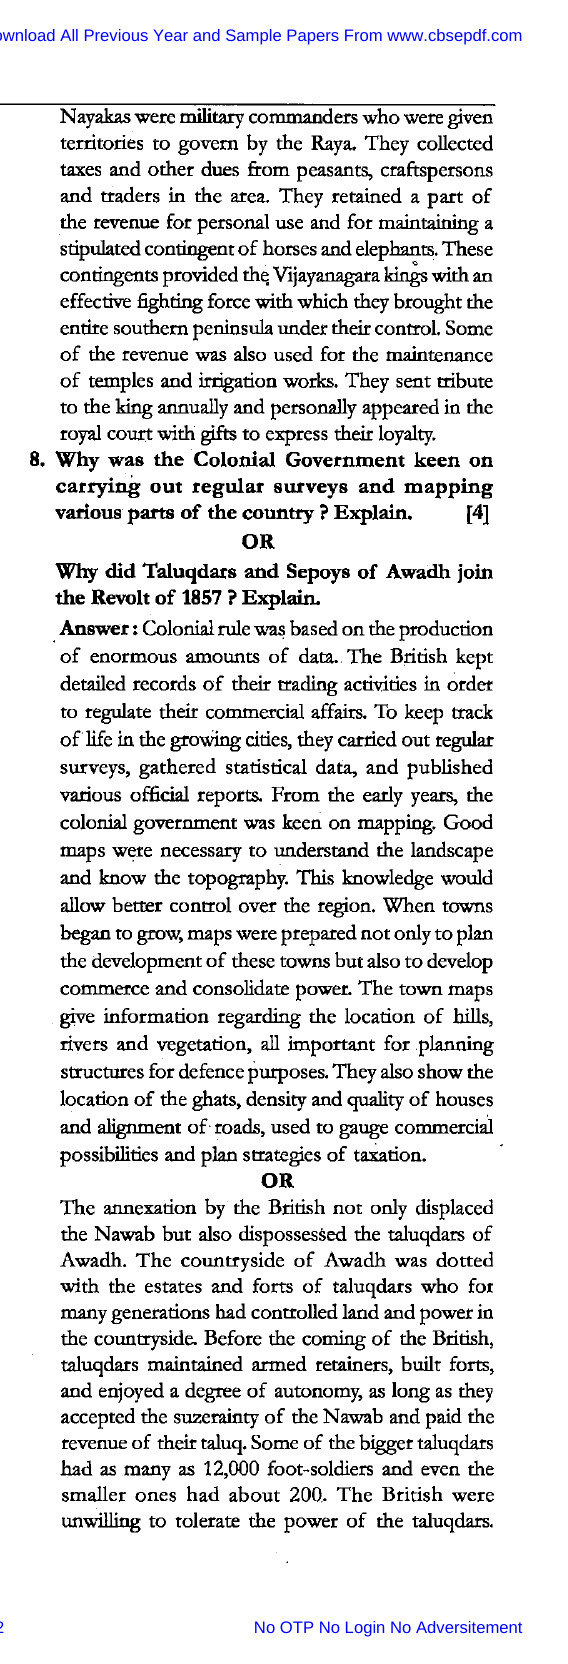 ownload All Previous Year and Sample Papers From www.cbsepdf.com
Nayakas were military commanders who were given
territories to govern by the Raya. They collected
taxes and other dues from peasants, craftspersons
and traders in the area. They retained a part of
the revenue for personal use and for maintaining a
stipulated contingent of horses and elephants. These
contingents provided the Vijayanagara kings with an
effective fighting force with which they brought the
entire southern peninsula under their control. Some
of the revenue was also used for the maintenance
of temples and irrigation works. They sent tribute
to the king annually and personally appeared in the
royal court with gifts to express their loyalty.
8. Why was the Colonial Government keen on
carrying out regular surveys and mapping
various parts of the country ? Explain. [4]
OR
Why did Taluqdars and Sepoys of Awadh join
the Revolt of 1857 ? Explain.
Answer : Colonial rule was based on the production
of enormous amounts of data. The British kept
detailed records of their trading activities in order
to regulate their commercial affairs. To keep track
of life in the growing cities, they carried out regular
surveys, gathered statistical data, and published
various official reports. From the early years, the
colonial government was keen on mapping. Good
maps were necessary to understand the landscape
and know the topography. This knowledge would
allow better control over the region. When towns
began to grow, maps were prepared not only to plan
the development of these towns but also to develop
commerce and consolidate power. The town maps
give information regarding the location of hills,
rivers and vegetation, all important for planning
structures for defence purposes. They also show the
location of the ghats, density and quality of houses
and alignment of roads, used to gauge commercial
possibilities and plan strategies of taxation.
OR
The annexation by the British not only displaced
the Nawab but also dispossessed the taluqdars of
Awadh. The countryside of Awadh was dotted
with the estates and forts of taluqdars who for
many generations had controlled land and power in
the countryside. Before the coming of the British,
taluqdars maintained armed retainers, built forts,
and enjoyed a degree of autonomy, as long as they
accepted the suzerainty of the Nawab and paid the
revenue of their taluq. Some of the bigger taluqdars
had as many as 12,000 foot-soldiers and even the
smaller ones had about 200. The British were
unwilling to tolerate the power of the taluqdars.
2 No OTP No Login No Adversitement